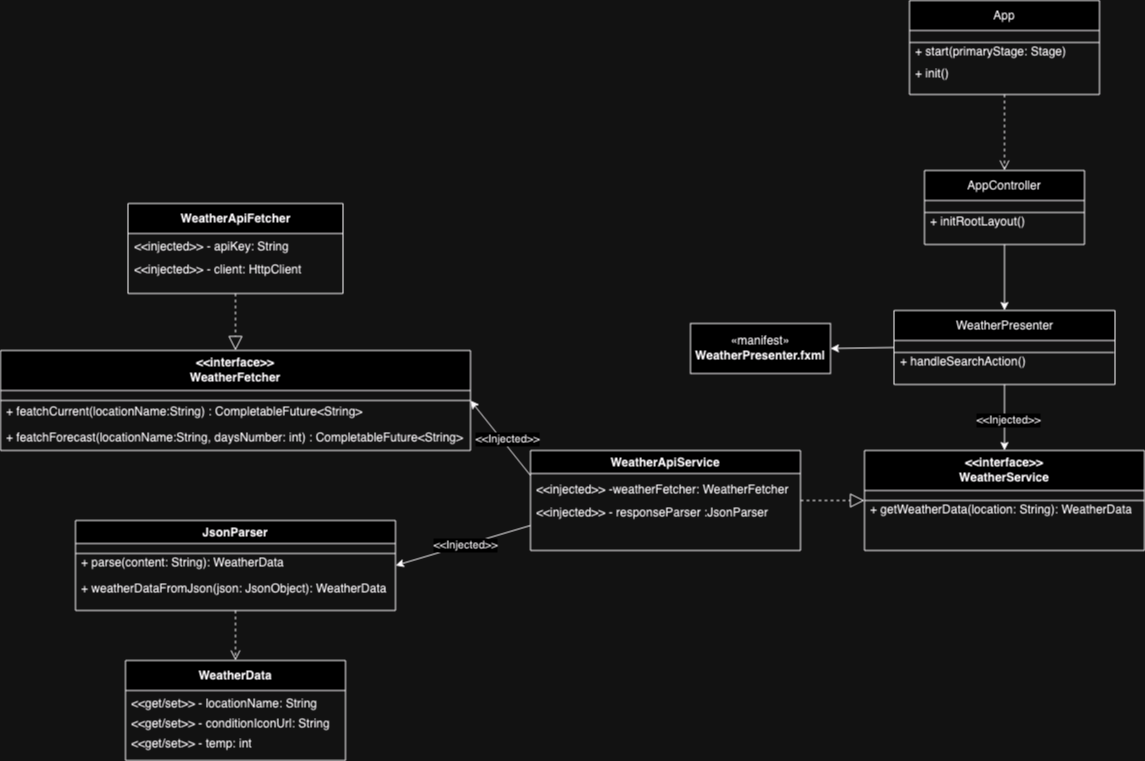 App
+ start(primaryStage: Stage)
+ init()
AppController
+ initRootLayout()
WeatherApiFetcher
<<injected>> - apiKey: String
<<injected>> - client: HttpClient
WeatherPresenter
+ handleSearchAction()
«manifest»
WeatherPresenter.fxml
<<interface>>
WeatherFetcher
+ featchCurrent(locationName:String) : CompletableFuture<String>
+ featchForecast(locationName:String, daysNumber: int) : CompletableFuture<String>
<<Injected>>
<<Injected>>
WeatherApiService
<<injected>> -weatherFetcher: WeatherFetcher
<<injected>> - responseParser :JsonParser
<<interface>>
WeatherService
+ getWeatherData(location: String): WeatherData
<<Injected>>
JsonParser
+ parse(content: String): WeatherData
+ weatherDataFromJson(json: JsonObject): WeatherData
WeatherData
<<get/set>> - locationName: String
<<get/set>> - conditionIconUrl: String
<<get/set>> - temp: int